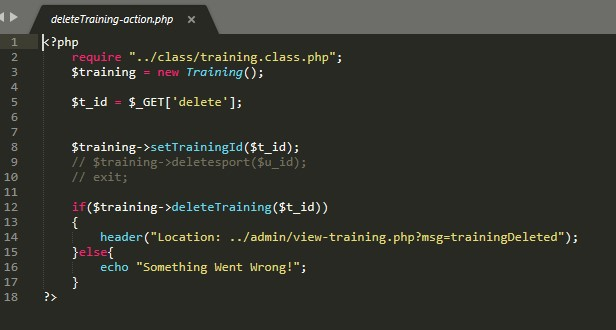 deleteTraining-action.php ×
1 <?php
2 require "../class/training.class.php";
3 $training = new Training();
4
5 $t_id = $_GET['delete'];
6
7
8 $training->setTrainingId($t_id);
9 // $training->deletesport($u_id);
10 // exit;
11
12 if($training->deleteTraining($t_id))
13 {
14 header("Location: ../admin/view-training.php?msg=trainingDeleted");
15 }else{
16 echo "Something Went Wrong!";
17 }
18 ?>